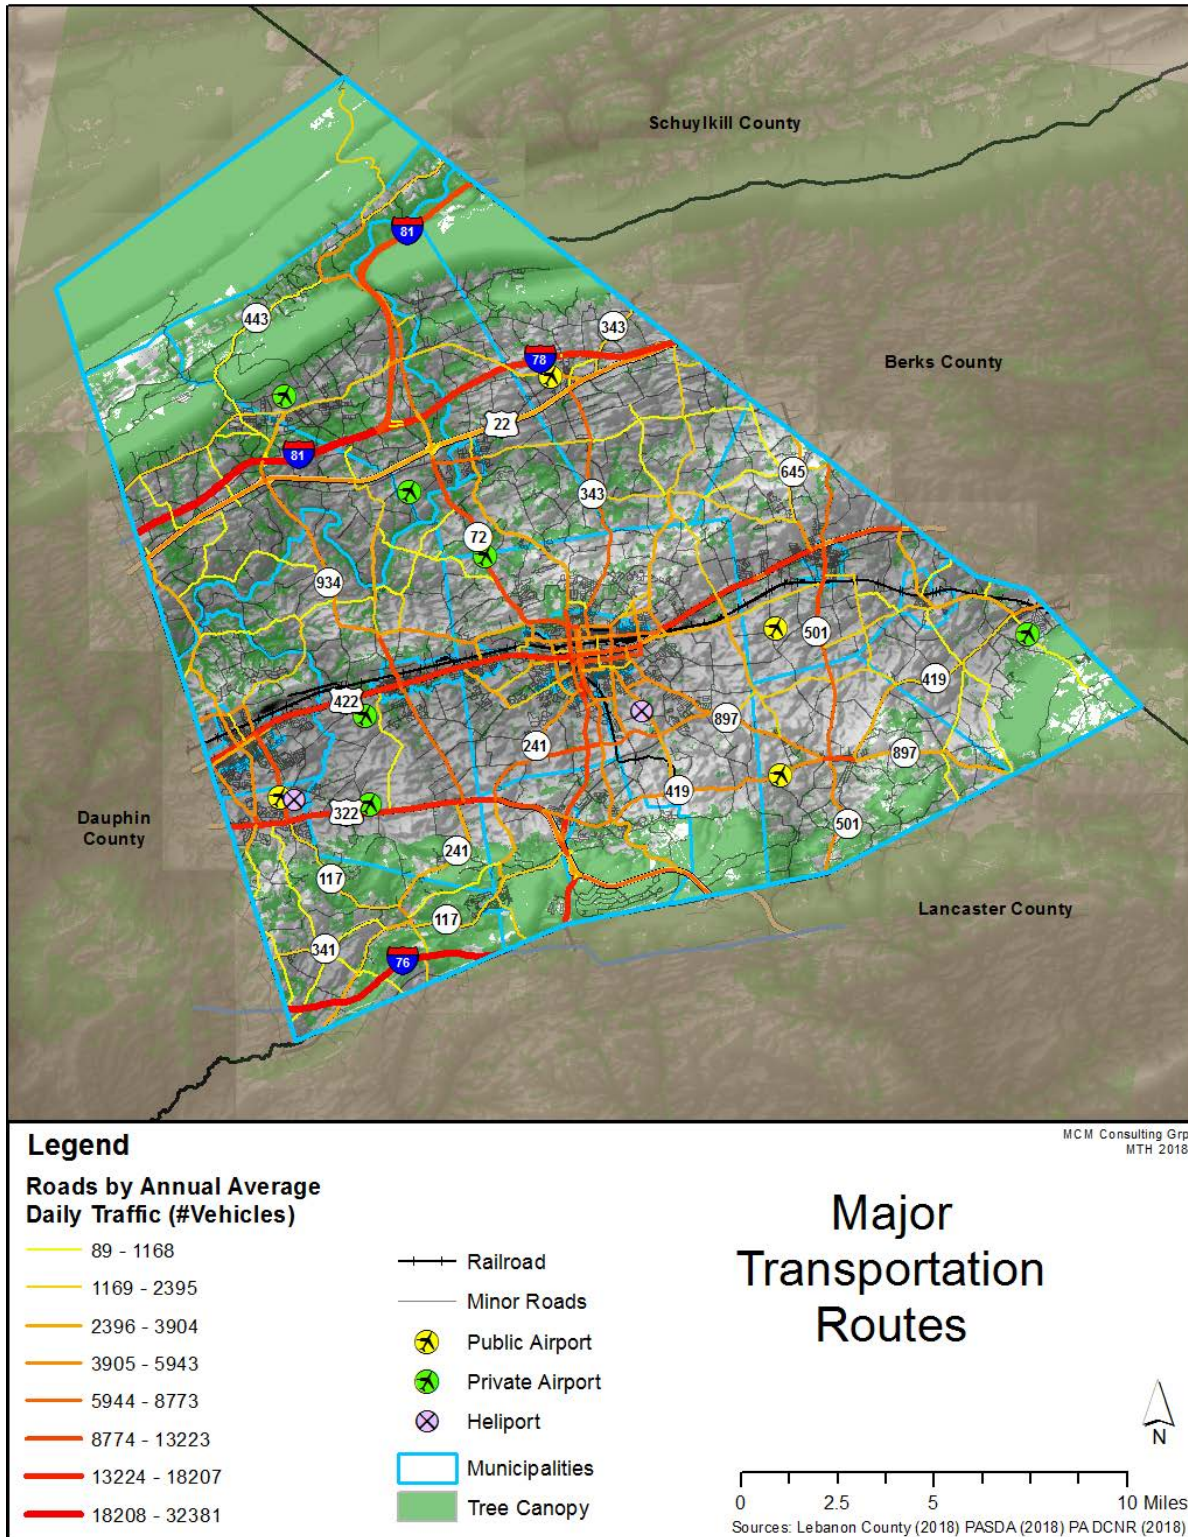 Schuylkill County
81
443
343
Berks County
78
22
81
645
343
72
934
501
419
422
897
241
897
419
Dauphin
County
322
501
241
117
Lancaster County
117
341
76
Legend
MCM Consulting Grp
MTH 2018
Roads by Annual Average
Daily Traffic (#Vehicles)
89 - 1168
1169 - 2395
2396 - 3904
3905 - 5943
5944 - 8773
8774 - 13223
13224 - 18207
18208 - 32381
Railroad
Minor Roads
Public Airport
Private Airport
Heliport
Municipalities
Tree Canopy
Major
Transportation
Routes
N
0 2.5 5 10 Miles
Sources: Lebanon County (2018) PASDA (2018) PA DCNR (2018)